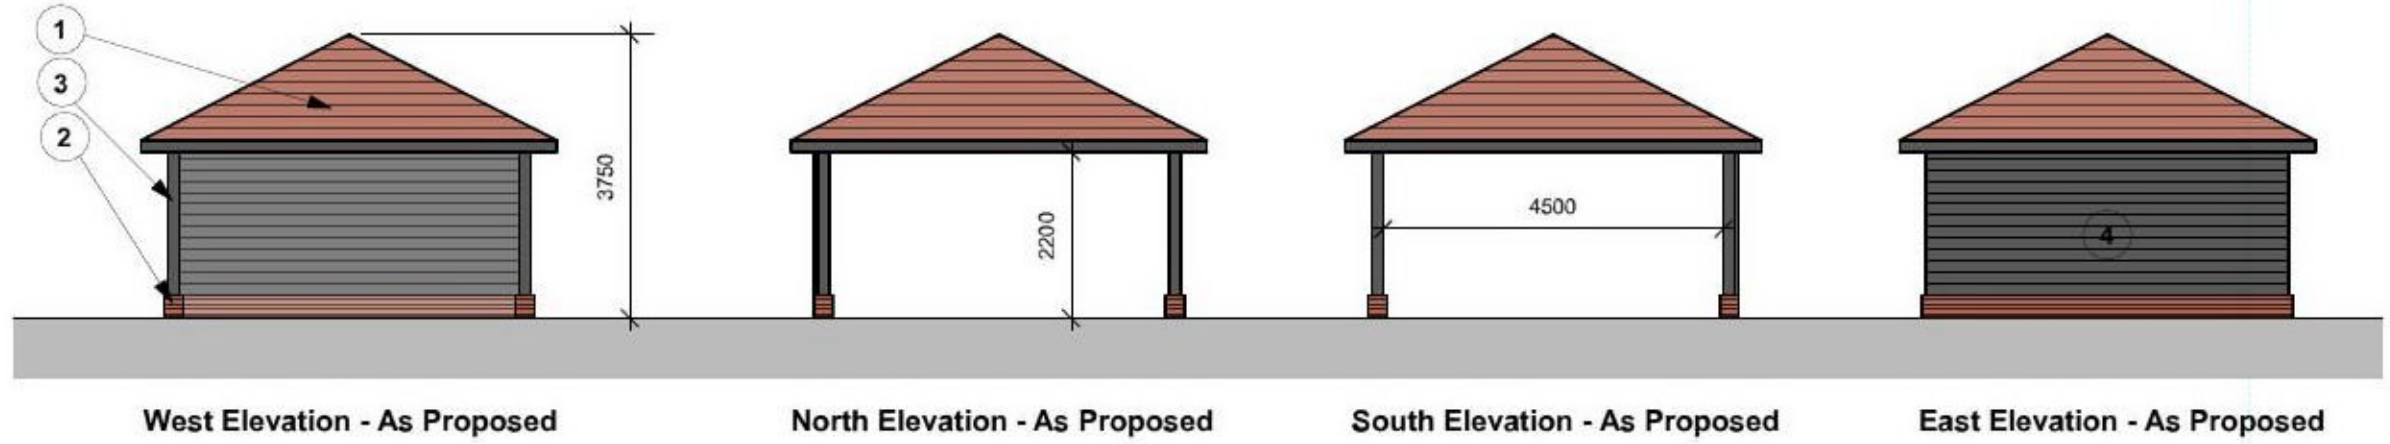 1
3
2
3750
2200
4500
4
West Elevation - As Proposed
North Elevation - As Proposed
South Elevation - As Proposed
East Elevation - As Proposed